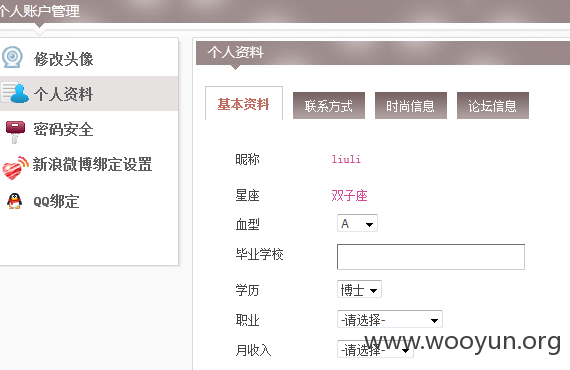 个人账户管理
修改头像
个人资料
密码安全
新浪微博绑定设置
QQ绑定
个人资料
基本资料 联系方式 时尚信息 论坛信息
昵称 liuli
星座 双子座
血型 A
毕业学校
学历 博士
职业 -请选择-
月收入 -请选择-
www.wooyun.org